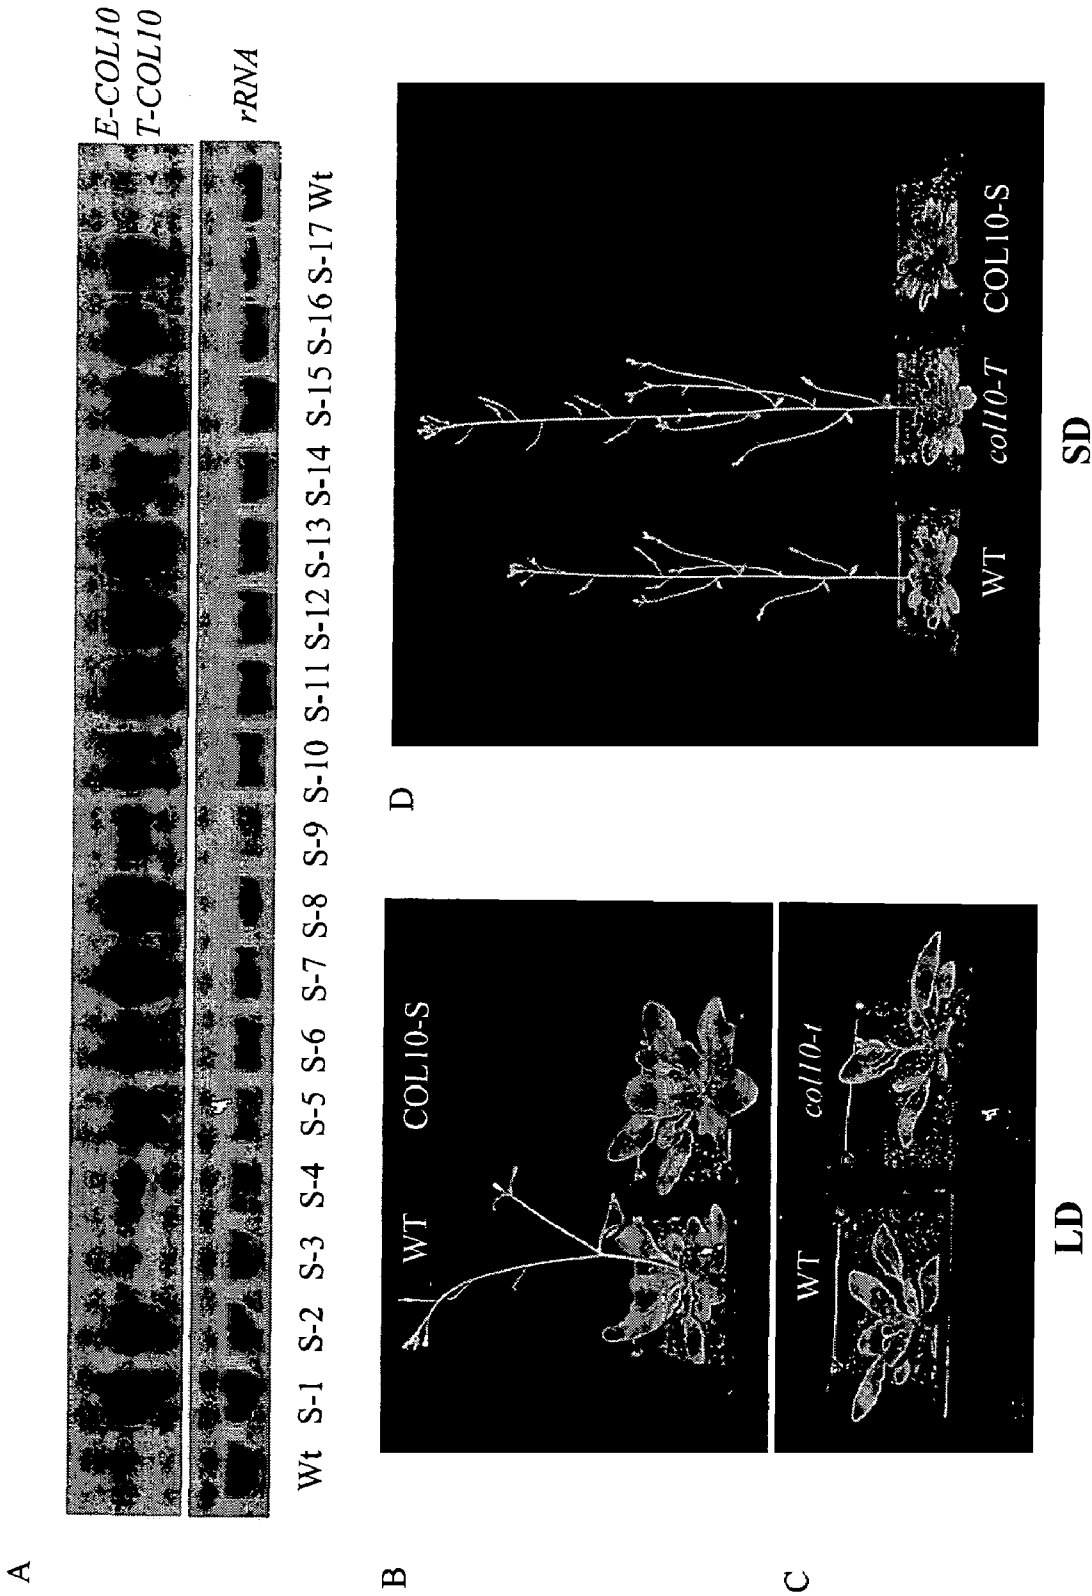 A
E-COL10
T-COL10
rRNA
Wt S-1 S-2 S-3 S-4 S-5 S-6 S-7 S-8 S-9 S-10 S-11 S-12 S-13 S-14 S-15 S-16 S-17 Wt
B
WT COL10-S
C
WT col10-t
LD
D
WT col10-T COL10-S
SD